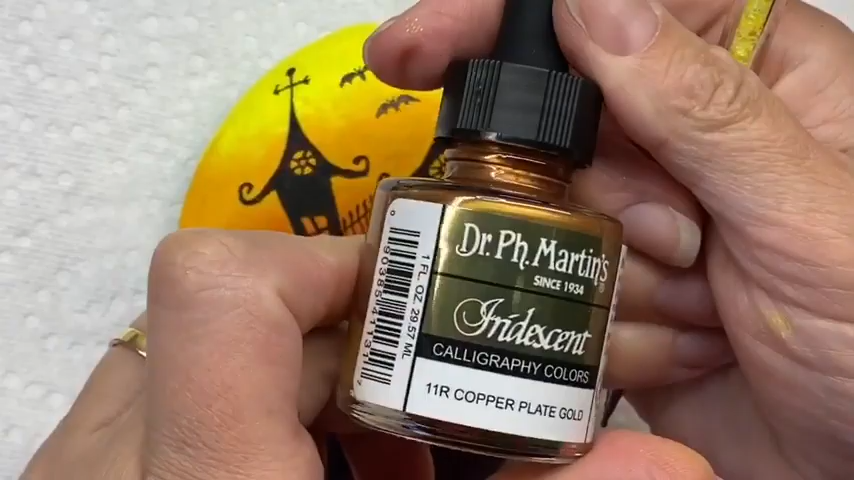 Dr. Ph. Martin's
SINCE 1934
Iridescent
CALLIGRAPHY COLORS
11R COPPER PLATE GOLD
1 FL. OZ. 29.57 ML